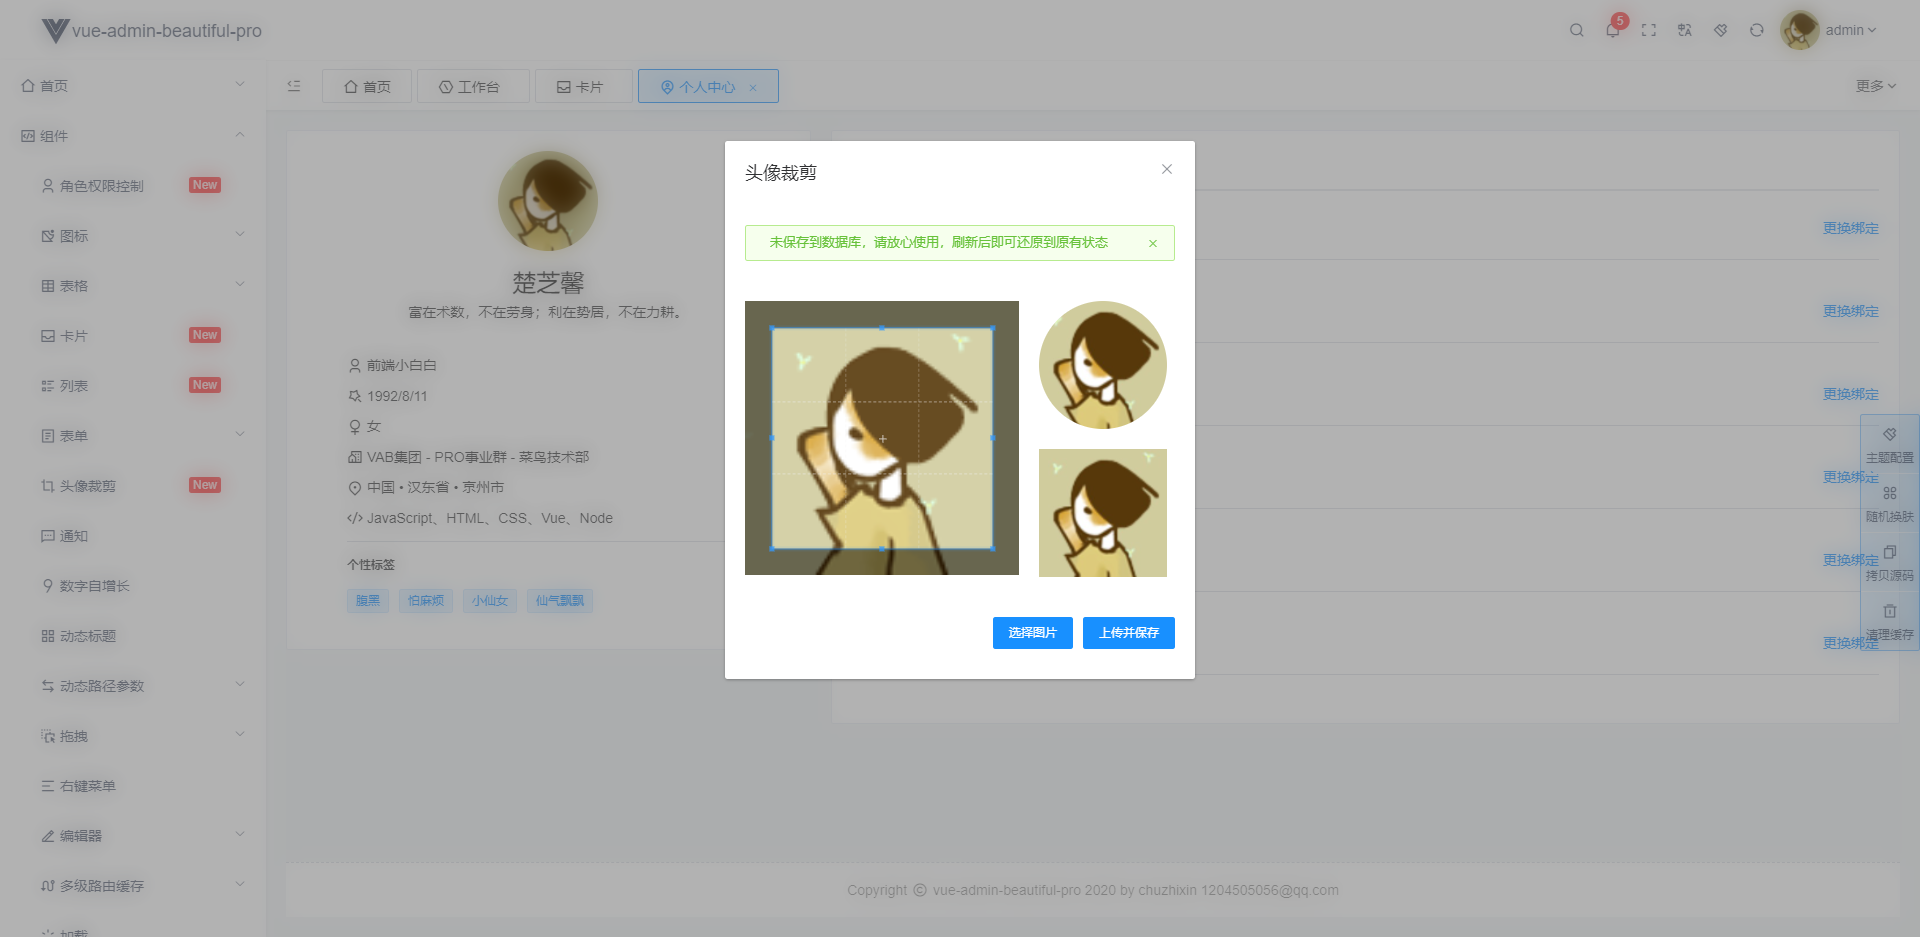 vue-admin-beautiful-pro
5
admin
首页
组件
角色权限控制 New
图标
表格
卡片 New
列表 New
表单
头像裁剪 New
通知
数字自增长
动态标题
动态路径参数
拖拽
右键菜单
编辑器
多级路由缓存
加载
首页
工作台
卡片
个人中心
更多
楚芝馨
富在术数，不在劳身；利在势居，不在力耕。
前端小白白
1992/8/11
女
VAB集团 - PRO事业群 - 菜鸟技术部
中国 • 汉东省 • 京州市
JavaScript、HTML、CSS、Vue、Node
个性标签
腹黑
怕麻烦
小仙女
仙气飘飘
头像裁剪
未保存到数据库，请放心使用，刷新后即可还原到原有状态
选择图片
上传并保存
更换绑定
更换绑定
更换绑定
更换绑定
更换绑定
更换绑定
主题配置
随机换肤
拷贝源码
清理缓存
Copyright © vue-admin-beautiful-pro 2020 by chuzhixin 1204505056@qq.com